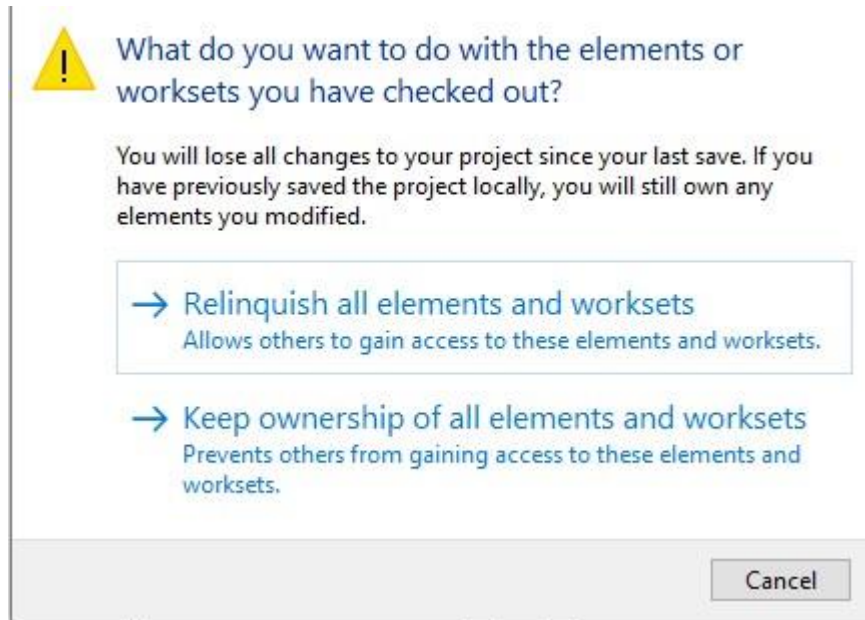 What do you want to do with the elements or
worksets you have checked out?
You will lose all changes to your project since your last save. If you
have previously saved the project locally, you will still own any
elements you modified.
Relinquish all elements and worksets
Allows others to gain access to these elements and worksets.
Keep ownership of all elements and worksets
Prevents others from gaining access to these elements and
worksets.
Cancel